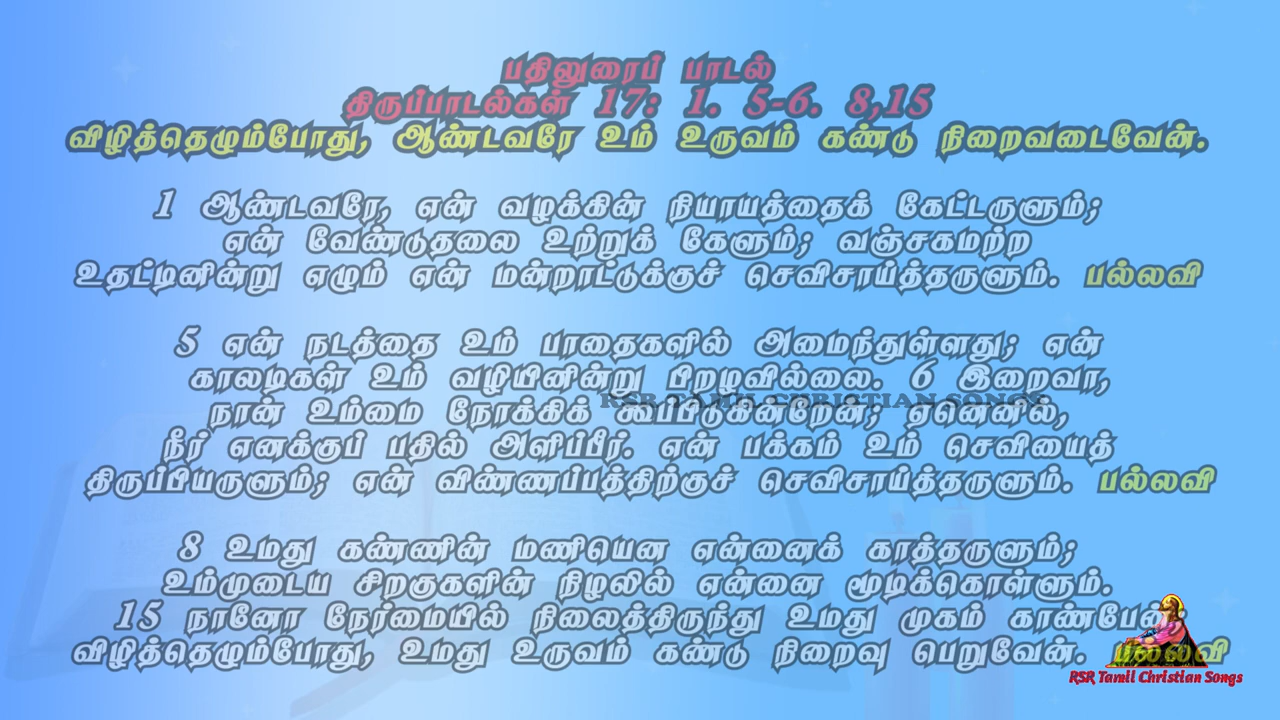 பதிலுரைப் பாடல்
திருப்பாடல்கள் 17: 1. 5-6. 8,15
விழித்தெழும்போது, ஆண்டவரே உம் உருவம் கண்டு நிறைவடைவேன்.
1 ஆண்டவரே, என் வழக்கின் நியாயத்தைக் கேட்டருளும்;
என் வேண்டுதலை உற்றுக் கேளும்; வஞ்சகமற்ற
உதட்டினின்று எழும் என் மன்றாட்டுக்குச் செவிசாய்த்தருளும். பல்லவி
5 என் நடத்தை உம் பாதைகளில் அமைந்துள்ளது; என்
காலடிகள் உம் வழியினின்று பிறழவில்லை. 6 இறைவா,
RSR TAMIL CHRISTIAN SONGS
நான் உம்மை நோக்கிக் கூப்பிடுகின்றேன்; ஏனெனில்,
நீர் எனக்குப் பதில் அளிப்பீர். என் பக்கம் உம் செவியைத்
திருப்பியருளும்; என் விண்ணப்பத்திற்குச் செவிசாய்த்தருளும். பல்லவி
8 உமது கண்ணின் மணியென என்னைக் காத்தருளும்;
உம்முடைய சிறகுகளின் நிழலில் என்னை மூடிக்கொள்ளும்.
15 நானோ நேர்மையில் நிலைத்திருந்து உமது முகம் காண்பேன்;
விழித்தெழும்போது, உமது உருவம் கண்டு நிறைவு பெறுவேன். பல்லவி
RSR Tamil Christian Songs